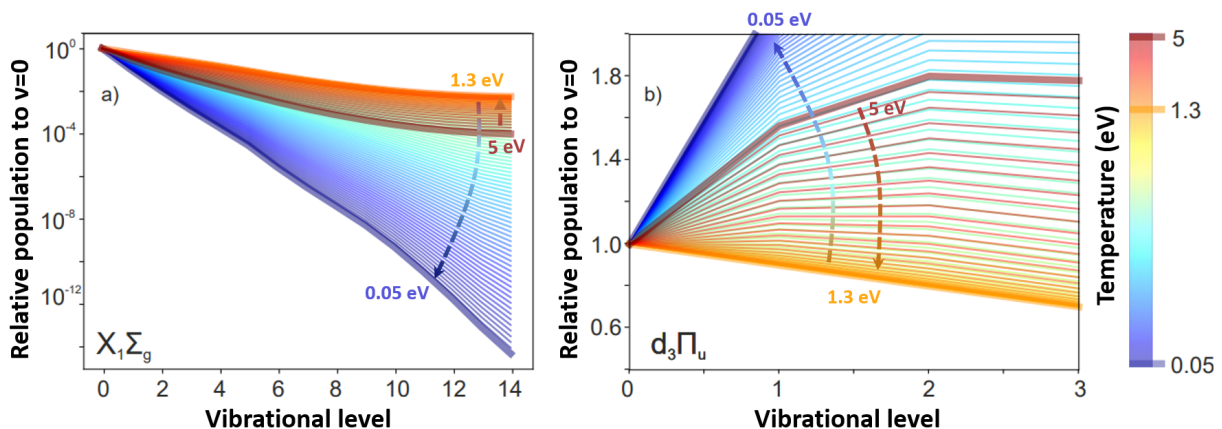 Relative population to v=0
10⁰
10⁻⁴
10⁻⁸
10⁻¹²
a)
1.3 eV
5 eV
0.05 eV
X₁Σg
0 2 4 6 8 10 12 14
Vibrational level
Relative population to v=0
1.8
1.4
1.0
0.6
0.05 eV
b)
5 eV
1.3 eV
d₃Πu
0 1 2 3
Vibrational level
Temperature (eV)
5
1.3
0.05